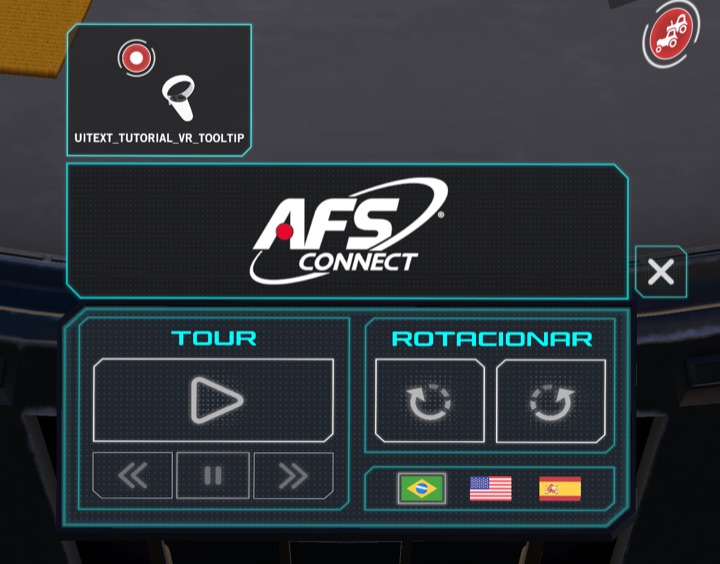 UITEXT_TUTORIAL_VR_TOOLTIP
AFS
®
CONNECT
TOUR
ROTACIONAR